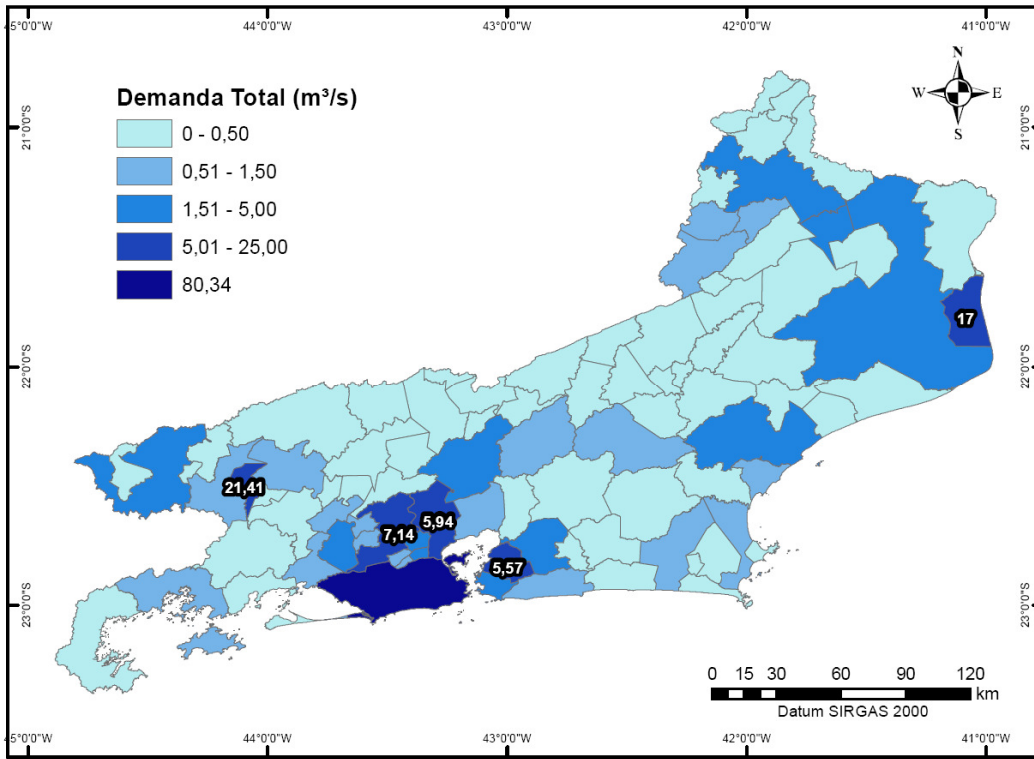 45°0'0"W 44°0'0"W 43°0'0"W 42°0'0"W 41°0'0"W
N
W E
S
Demanda Total (m³/s)
0 - 0,50
0,51 - 1,50
1,51 - 5,00
5,01 - 25,00
80,34
21°0'0"S 21°0'0"S
17
22°0'0"S 22°0'0"S
21,41
5,94
7,14
5,57
23°0'0"S 23°0'0"S
0 15 30 60 90 120
km
Datum SIRGAS 2000
45°0'0"W 44°0'0"W 43°0'0"W 42°0'0"W 41°0'0"W